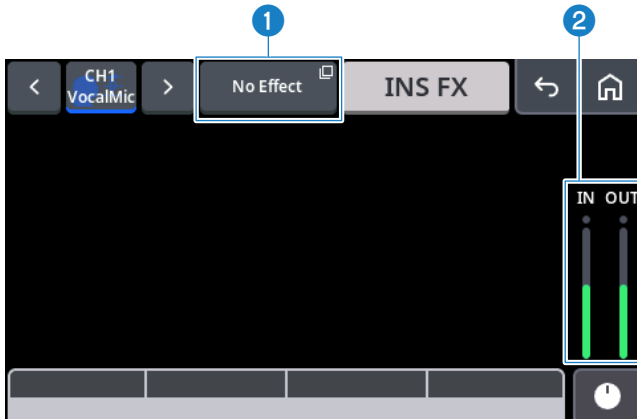 1 2
CH1
VocalMic
No Effect
INS FX
IN OUT